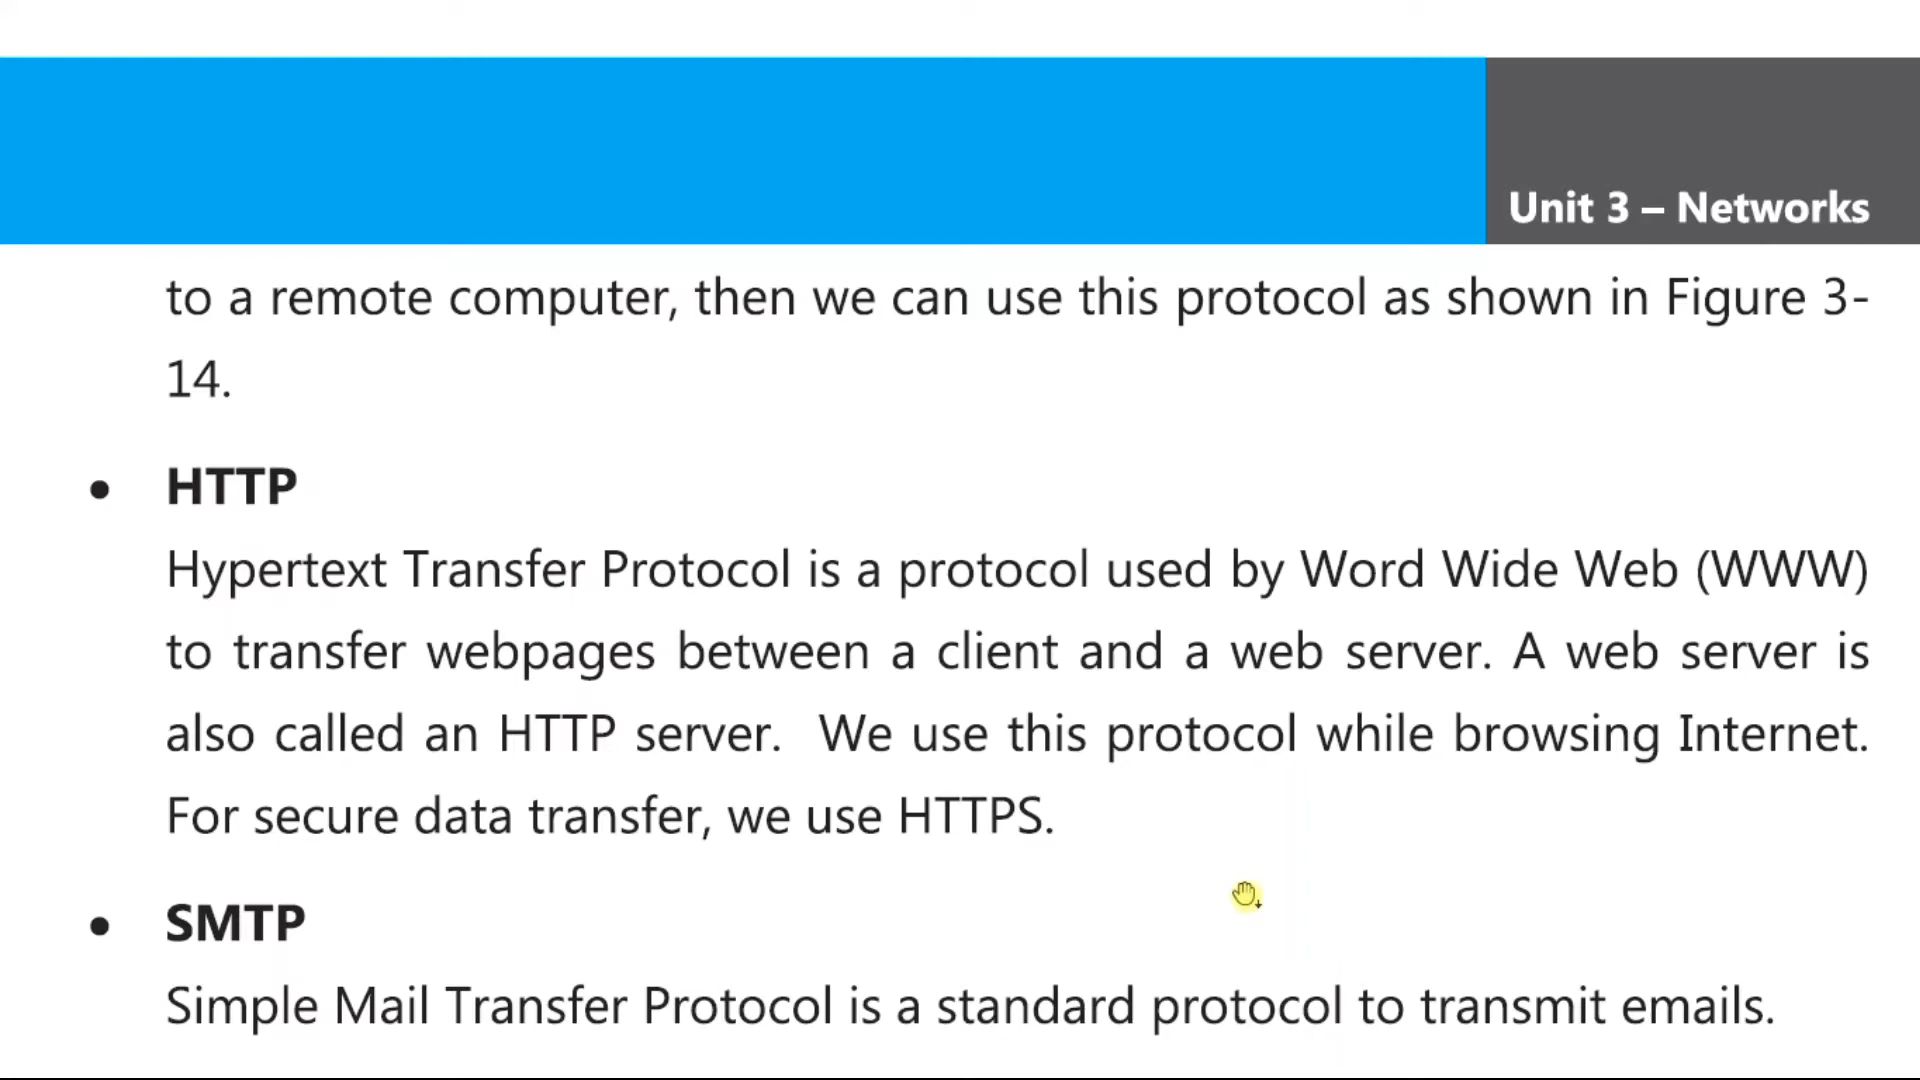 Unit 3 – Networks
to a remote computer, then we can use this protocol as shown in Figure 3-
14.
• HTTP
Hypertext Transfer Protocol is a protocol used by Word Wide Web (WWW)
to transfer webpages between a client and a web server. A web server is
also called an HTTP server.  We use this protocol while browsing Internet.
For secure data transfer, we use HTTPS.
• SMTP
Simple Mail Transfer Protocol is a standard protocol to transmit emails.